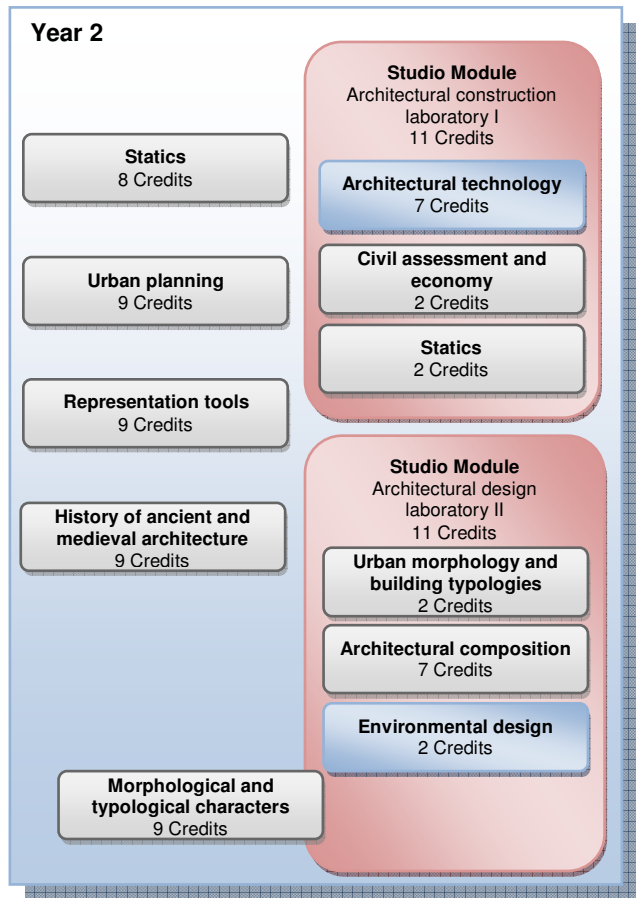 Year 2
Statics
8 Credits
Urban planning
9 Credits
Representation tools
9 Credits
History of ancient and
medieval architecture
9 Credits
Morphological and
typological characters
9 Credits
Studio Module
Architectural construction
laboratory I
11 Credits
Architectural technology
7 Credits
Civil assessment and
economy
2 Credits
Statics
2 Credits
Studio Module
Architectural design
laboratory II
11 Credits
Urban morphology and
building typologies
2 Credits
Architectural composition
7 Credits
Environmental design
2 Credits